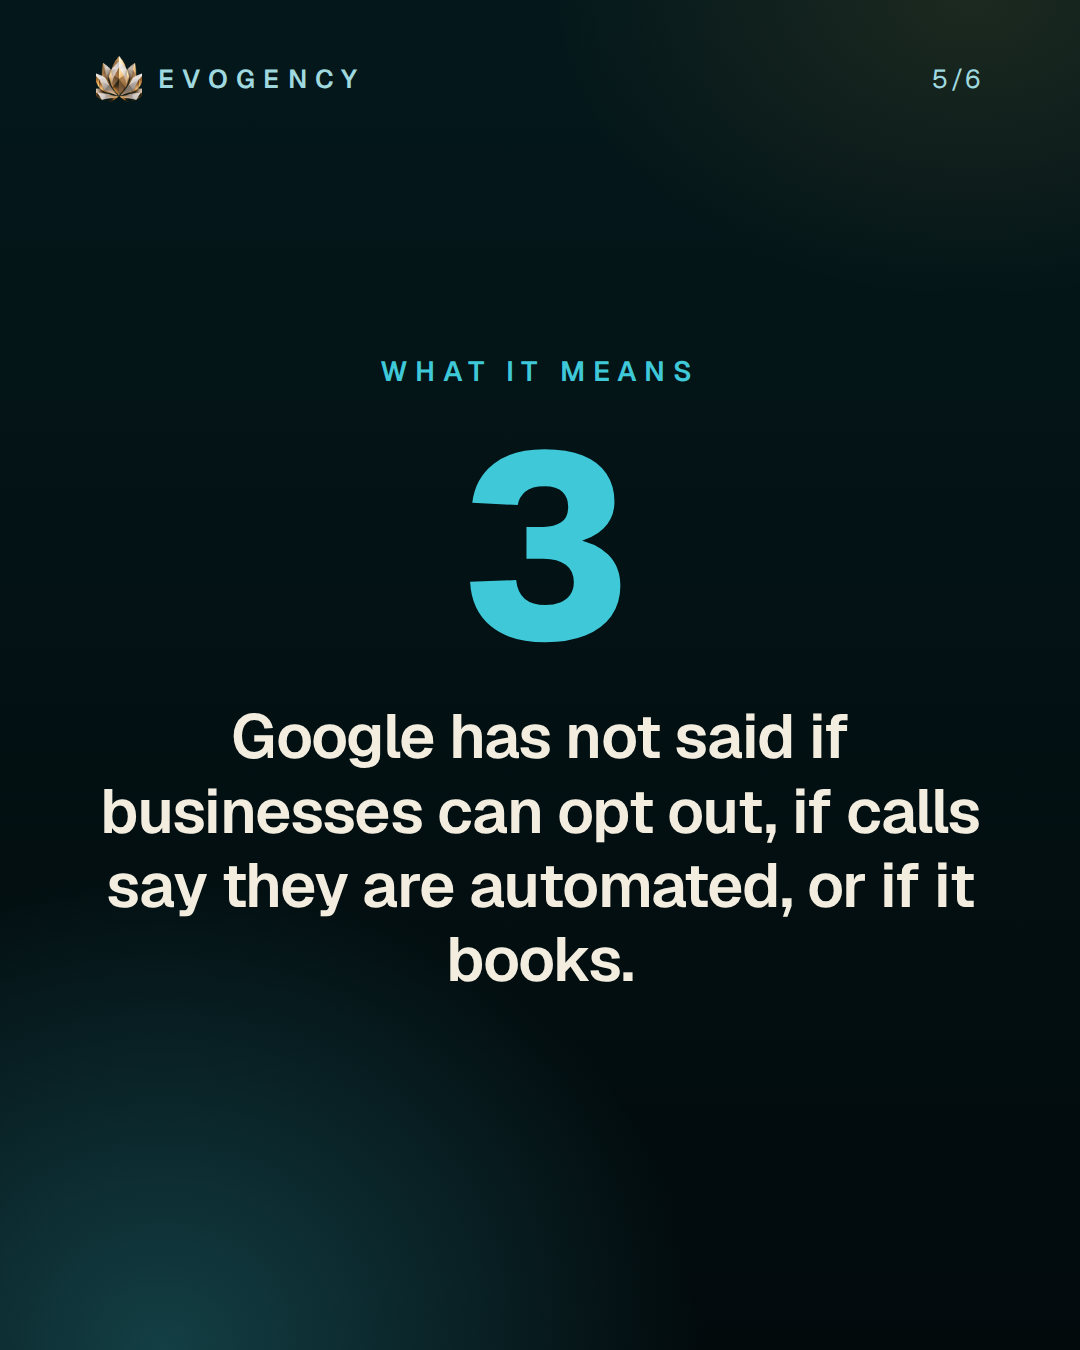 EVOGENCY
5/6
WHAT IT MEANS
3
Google has not said if
businesses can opt out, if calls
say they are automated, or if it
books.